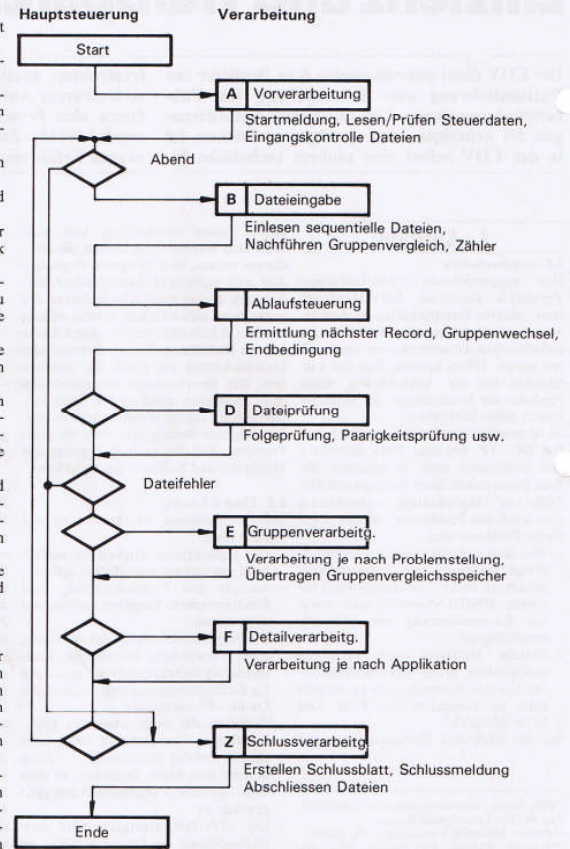 Hauptsteuerung Verarbeitung
Start
A Vorverarbeitung
Startmeldung, Lesen/Prüfen Steuerdaten,
Eingangskontrolle Dateien
Abend
B Dateieingabe
Einlesen sequentielle Dateien,
Nachführen Gruppenvergleich, Zähler
Ablaufsteuerung
Ermittlung nächster Record, Gruppenwechsel,
Endbedingung
D Dateiprüfung
Folgeprüfung, Paarigkeitsprüfung usw.
Dateifehler
E Gruppenverarbeitg.
Verarbeitung je nach Problemstellung,
Übertragen Gruppenvergleichsspeicher
F Detailverarbeitg.
Verarbeitung je nach Applikation
Z Schlussverarbeitg.
Erstellen Schlussblatt, Schlussmeldung
Abschliessen Dateien
Ende